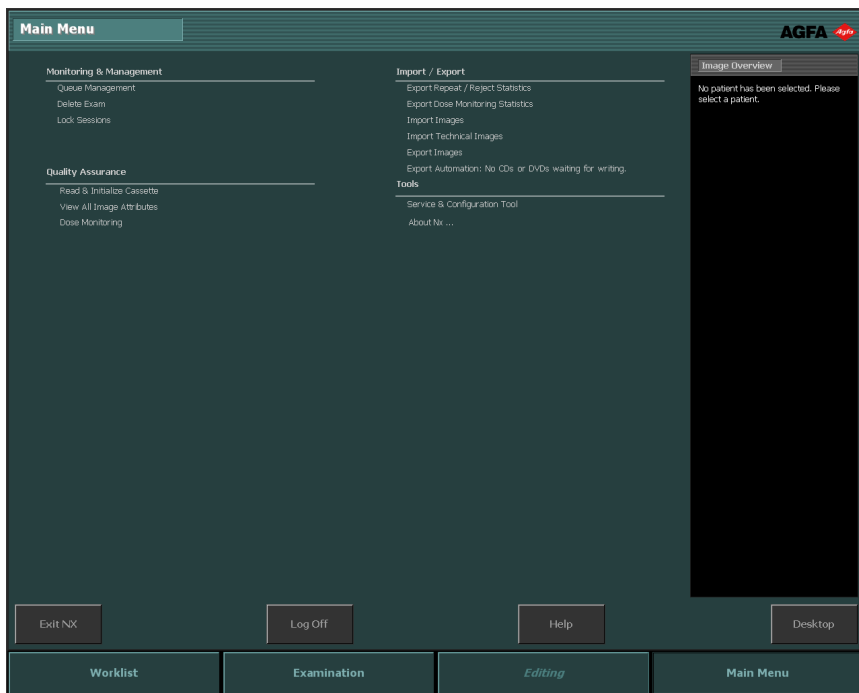 Main Menu
AGFA
Agfa
Monitoring & Management
Queue Management
Delete Exam
Lock Sessions
Quality Assurance
Read & Initialize Cassette
View All Image Attributes
Dose Monitoring
Import / Export
Export Repeat / Reject Statistics
Export Dose Monitoring Statistics
Import Images
Import Technical Images
Export Images
Export Automation: No CDs or DVDs waiting for writing.
Tools
Service & Configuration Tool
About Nx ...
Image Overview
No patient has been selected. Please
select a patient.
Exit NX
Log Off
Help
Desktop
Worklist
Examination
Editing
Main Menu